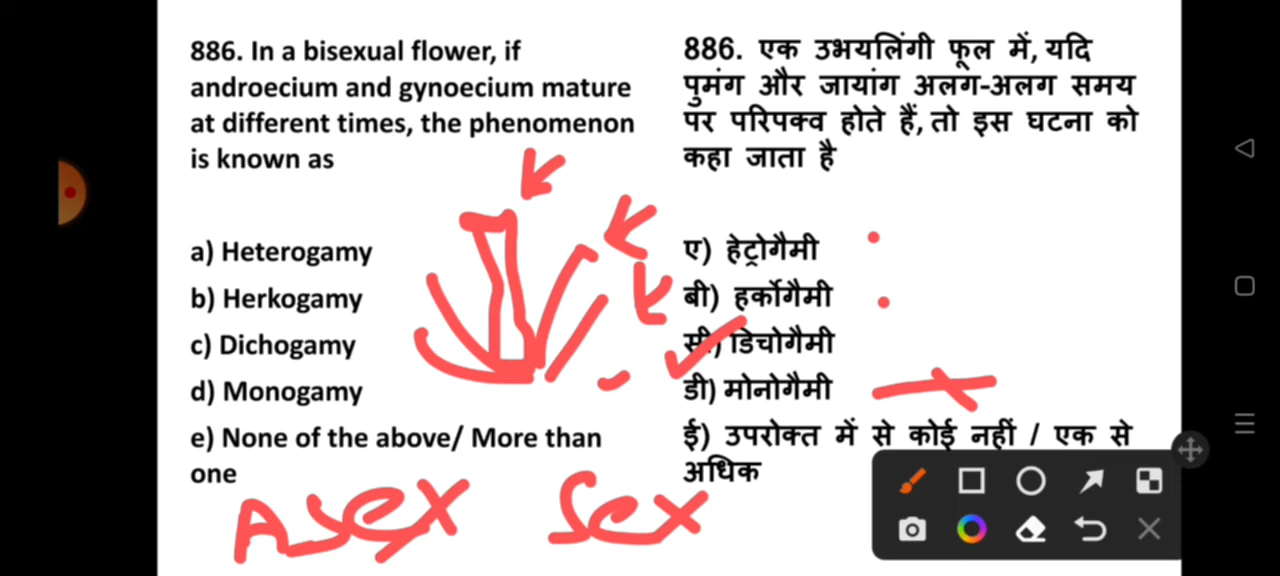 886. In a bisexual flower, if
androecium and gynoecium mature
at different times, the phenomenon
is known as
a) Heterogamy
b) Herkogamy
c) Dichogamy
d) Monogamy
e) None of the above/ More than
one
886. एक उभयलिंगी फूल में, यदि
पुमंग और जायांग अलग-अलग समय
पर परिपक्व होते हैं, तो इस घटना को
कहा जाता है
ए) हेट्रोगैमी
बी) हर्कोगैमी
सी) डिचोगैमी
डी) मोनोगैमी
ई) उपरोक्त में से कोई नहीं / एक से
अधिक
Asex Sex